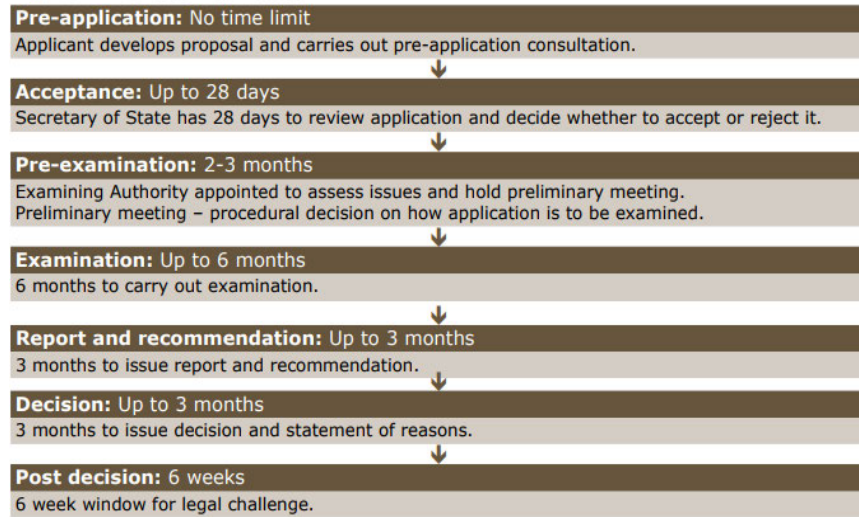 Pre-application: No time limit
Applicant develops proposal and carries out pre-application consultation.
Acceptance: Up to 28 days
Secretary of State has 28 days to review application and decide whether to accept or reject it.
Pre-examination: 2-3 months
Examining Authority appointed to assess issues and hold preliminary meeting.
Preliminary meeting – procedural decision on how application is to be examined.
Examination: Up to 6 months
6 months to carry out examination.
Report and recommendation: Up to 3 months
3 months to issue report and recommendation.
Decision: Up to 3 months
3 months to issue decision and statement of reasons.
Post decision: 6 weeks
6 week window for legal challenge.